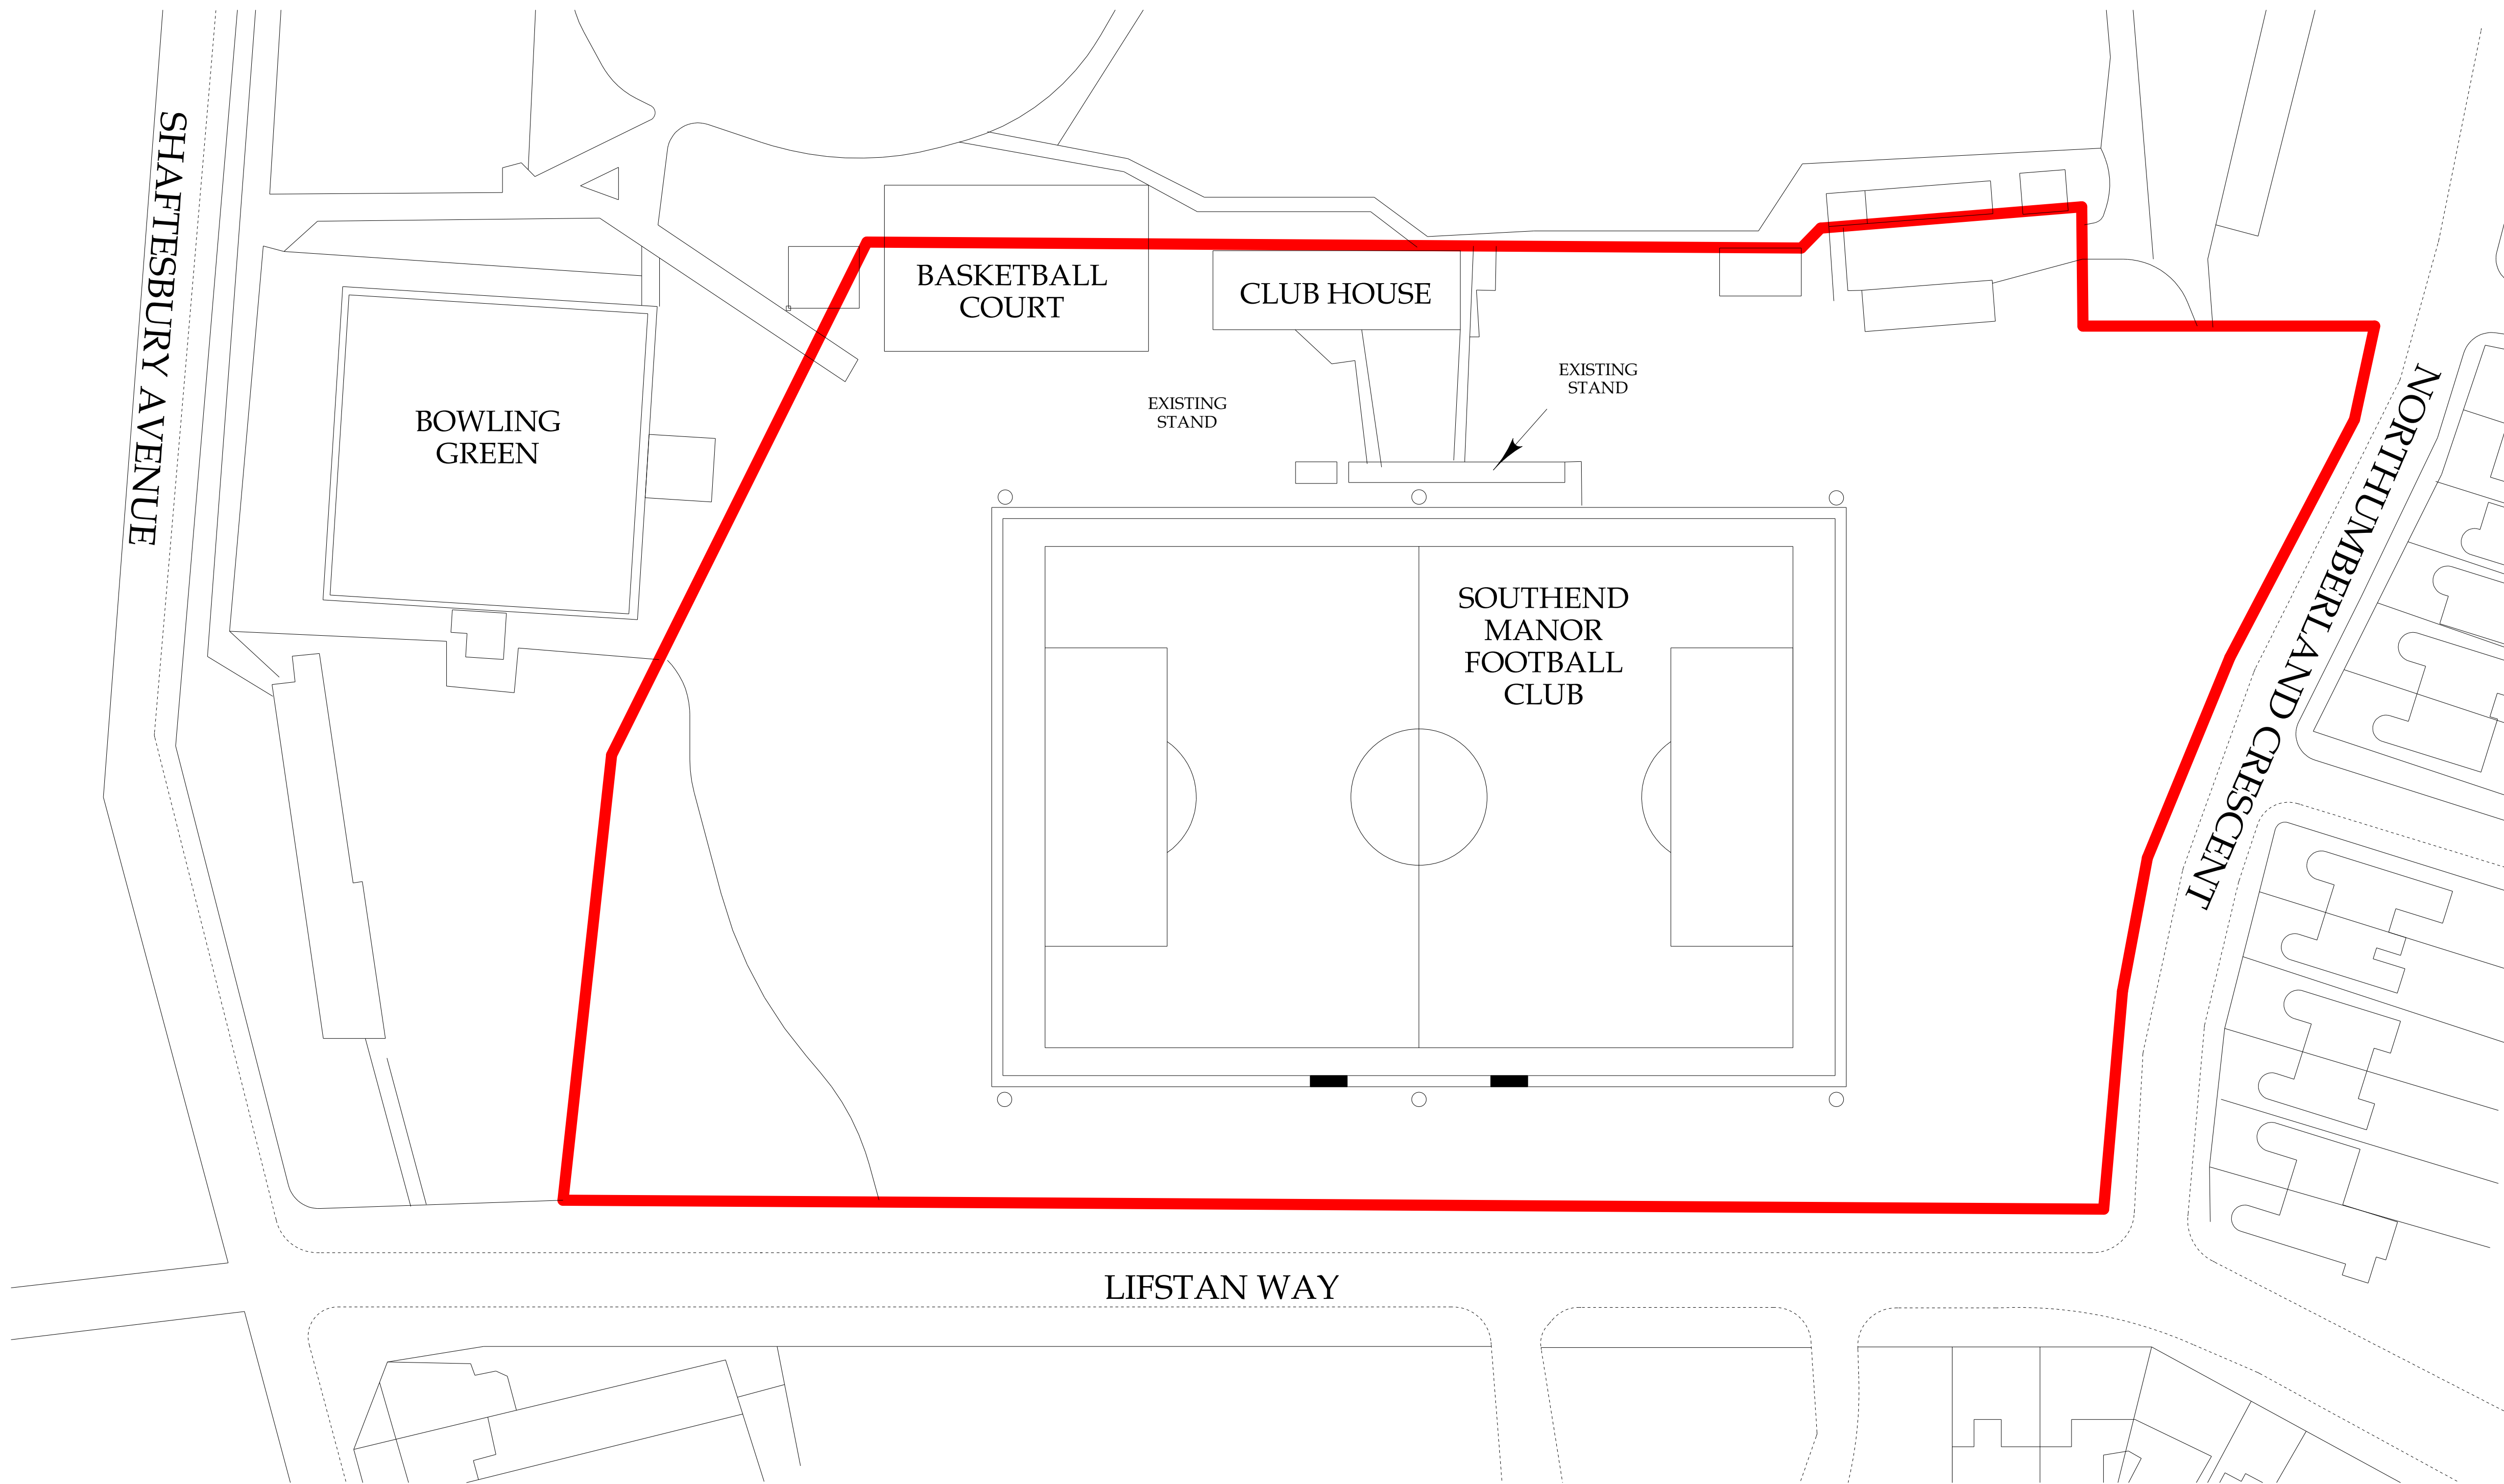 SHAFTESBURY AVENUE
BOWLING
GREEN
BASKETBALL
COURT
CLUB HOUSE
EXISTING
STAND
EXISTING
STAND
SOUTHEND
MANOR
FOOTBALL
CLUB
NORTHUMBERLAND CRESCENT
LIFSTAN WAY